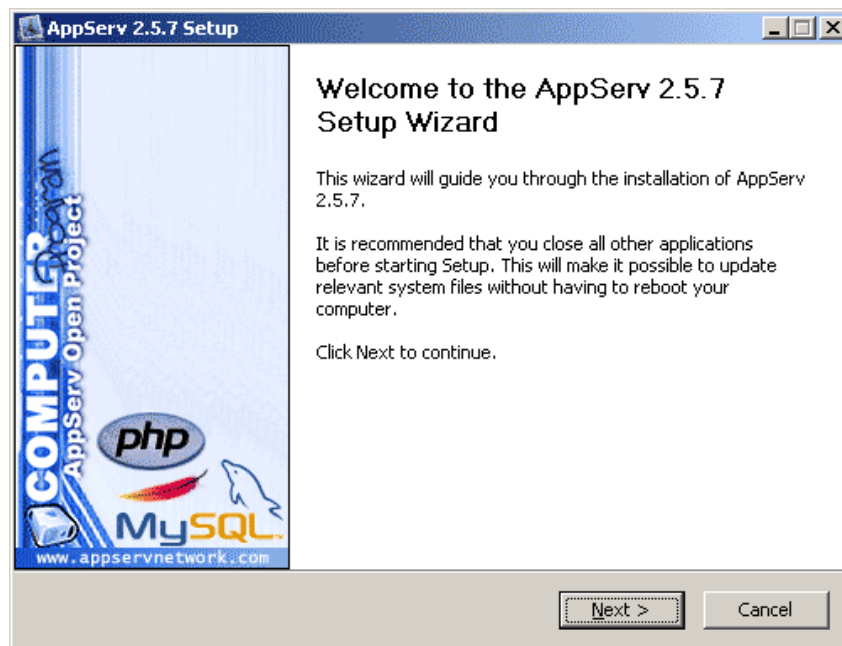 AppServ 2.5.7 Setup
Welcome to the AppServ 2.5.7
Setup Wizard
This wizard will guide you through the installation of AppServ
2.5.7.
It is recommended that you close all other applications
before starting Setup. This will make it possible to update
relevant system files without having to reboot your
computer.
Click Next to continue.
COMPUTER
AppServ Open Project
php
MySQL
www.appservnetwork.com
Next >
Cancel